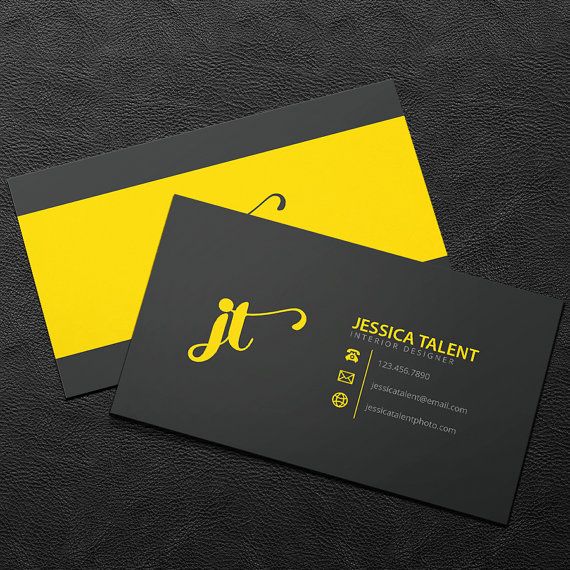 jt
JESSICA TALENT
INTERIOR DESIGNER
123.456.7890
jessicatalent@email.com
jessicatalentphoto.com